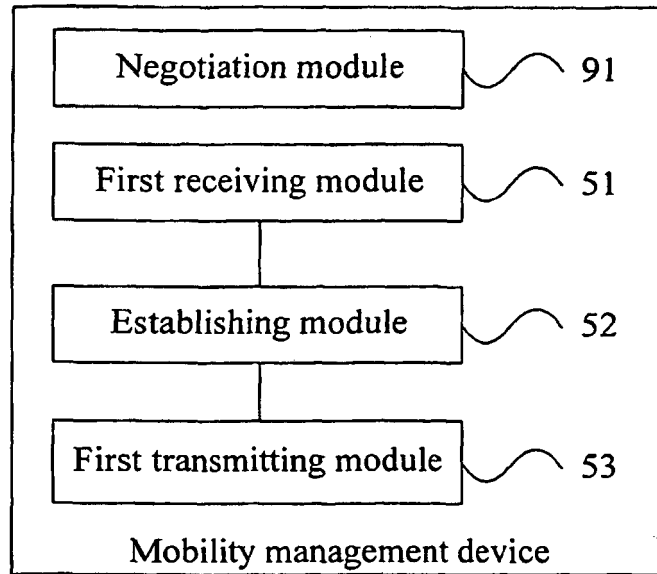 Negotiation module 91
First receiving module 51
Establishing module 52
First transmitting module 53
Mobility management device